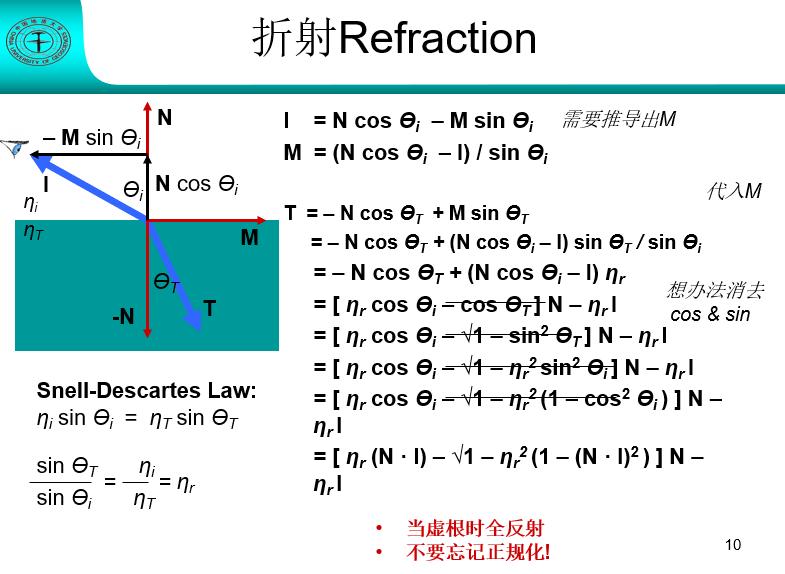 折射Refraction
N
– M sin Θi
I
ηi
Θi
N cos Θi
ηT
M
ΘT
-N
T
Snell-Descartes Law:
ηi sin Θi = ηT sin ΘT
sin ΘT / sin Θi = ηi / ηT = ηr
I = N cos Θi – M sin Θi 需要推导出M
M = (N cos Θi – I) / sin Θi
代入M
T = – N cos ΘT + M sin ΘT
= – N cos ΘT + (N cos Θi – I) sin ΘT / sin Θi
= – N cos ΘT + (N cos Θi – I) ηr
想办法消去
cos & sin
= [ ηr cos Θi – cos ΘT ] N – ηr I
= [ ηr cos Θi – √1 – sin² ΘT ] N – ηr I
= [ ηr cos Θi – √1 – ηr² sin² Θi ] N – ηr I
= [ ηr cos Θi – √1 – ηr² (1 – cos² Θi ) ] N –
ηr I
= [ ηr (N · I) – √1 – ηr² (1 – (N · I)² ) ] N –
ηr I
• 当虚根时全反射
• 不要忘记正规化!
10